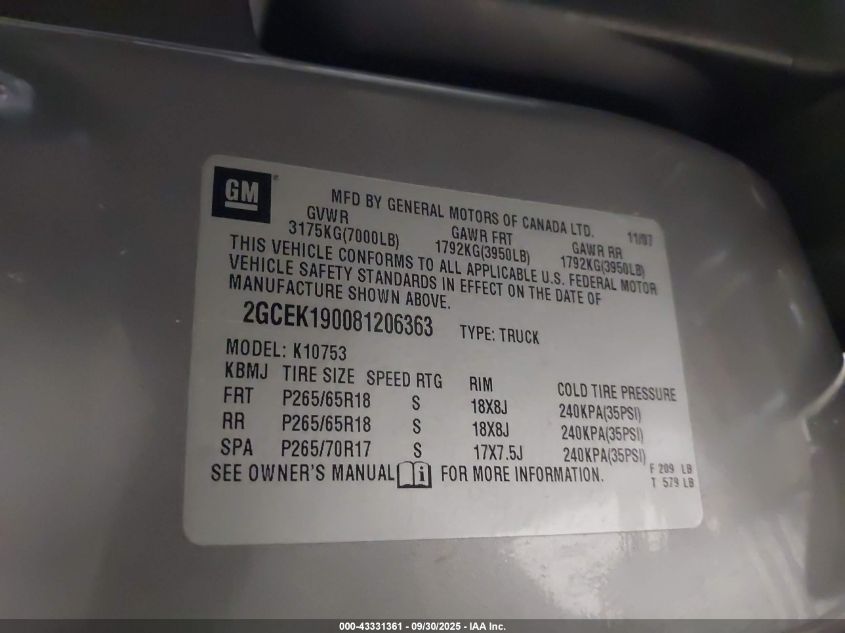 GM
MFD BY GENERAL MOTORS OF CANADA LTD. 11/07
GVWR GAWR FRT GAWR RR
3175KG(7000LB) 1792KG(3950LB) 1792KG(3950LB)
THIS VEHICLE CONFORMS TO ALL APPLICABLE U.S. FEDERAL MOTOR
VEHICLE SAFETY STANDARDS IN EFFECT ON THE DATE OF
MANUFACTURE SHOWN ABOVE.
2GCEK190081206363 TYPE: TRUCK
MODEL: K10753
KBMJ TIRE SIZE SPEED RTG RIM COLD TIRE PRESSURE
FRT P265/65R18 S 18X8J 240KPA(35PSI)
RR P265/65R18 S 18X8J 240KPA(35PSI)
SPA P265/70R17 S 17X7.5J 240KPA(35PSI)
SEE OWNER'S MANUAL i FOR MORE INFORMATION.
F 209 LB
T 579 LB
000-43331361 - 09/30/2025 - IAA Inc.